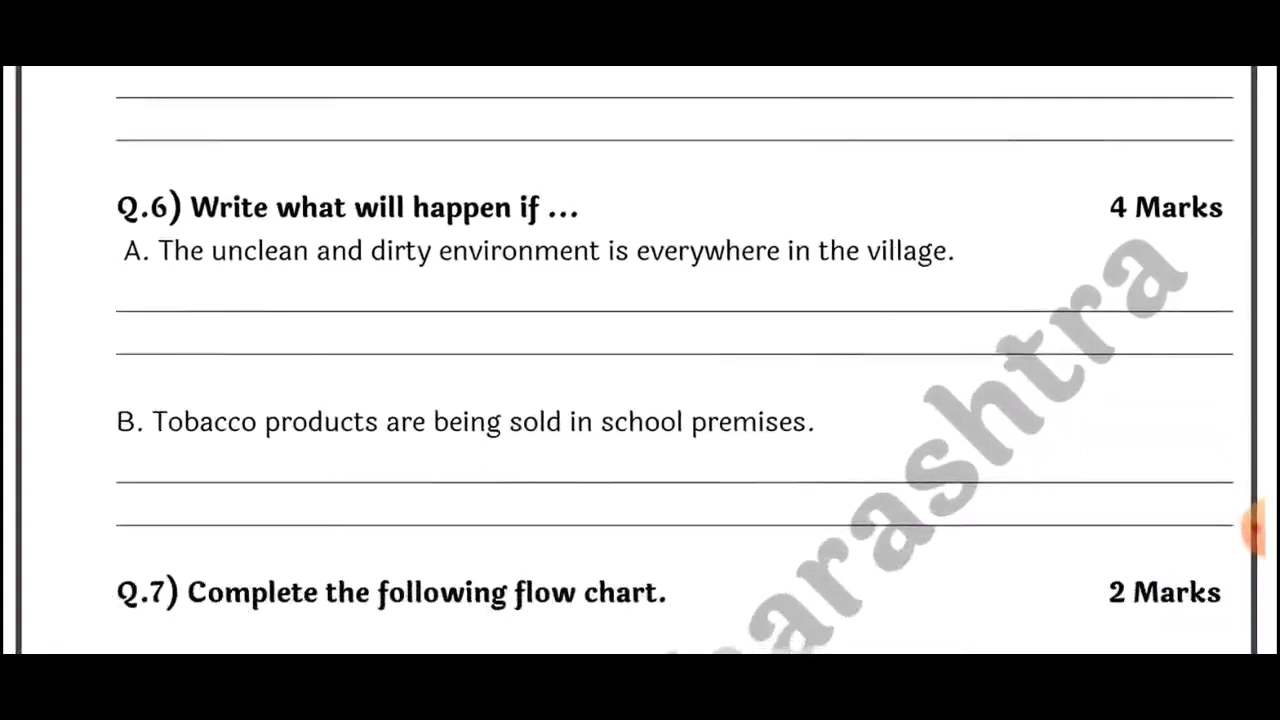 Q.6) Write what will happen if ... 4 Marks
A. The unclean and dirty environment is everywhere in the village.
B. Tobacco products are being sold in school premises.
Q.7) Complete the following flow chart. 2 Marks
arashtra